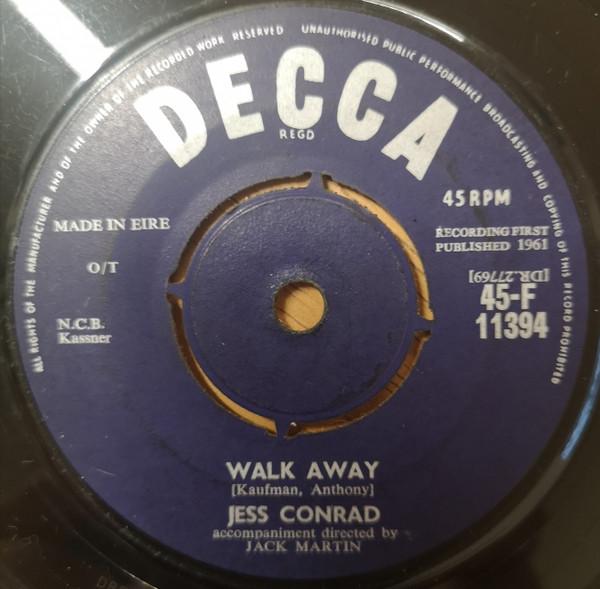 ALL RIGHTS OF THE MANUFACTURER AND OF THE OWNER OF THE RECORDED WORK RESERVED UNAUTHORISED PUBLIC PERFORMANCE BROADCASTING AND COPYING OF THIS RECORD PROHIBITED
DECCA
REGD
45 RPM
MADE IN EIRE
RECORDING FIRST
PUBLISHED 1961
O/T
[DR.27769]
45-F
11394
N.C.B.
Kassner
WALK AWAY
[Kaufman, Anthony]
JESS CONRAD
accompaniment directed by
JACK MARTIN